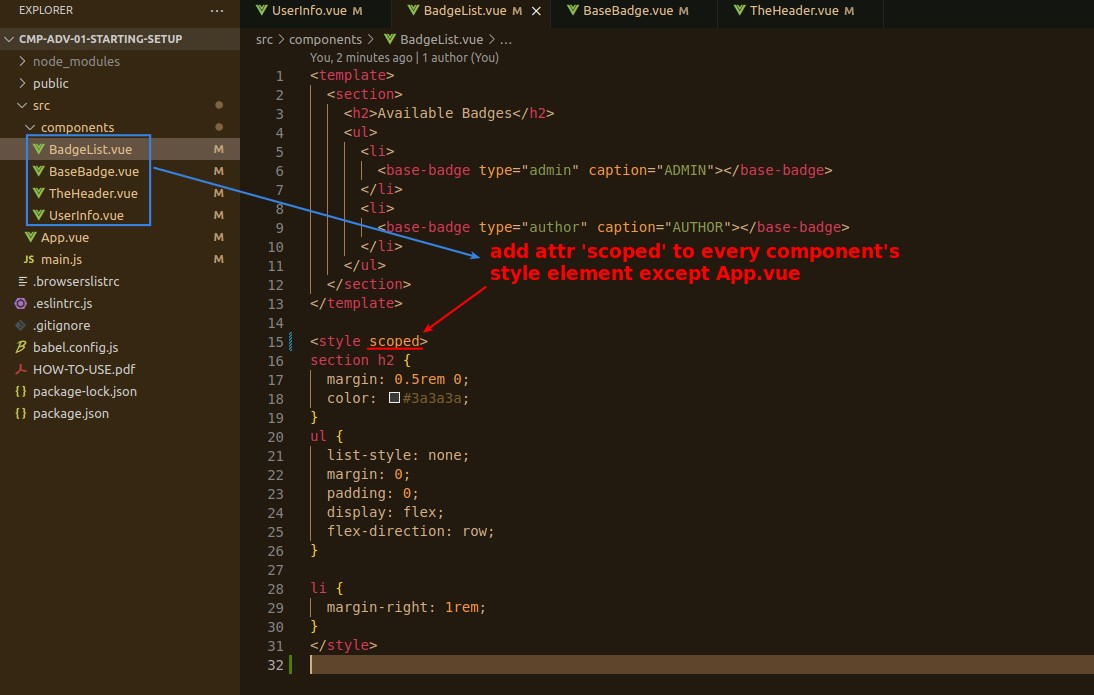 EXPLORER ...
CMP-ADV-01-STARTING-SETUP
node_modules
public
src
components
BadgeList.vue M
BaseBadge.vue M
TheHeader.vue M
UserInfo.vue M
App.vue M
JS main.js M
.browserslistrc
.eslintrc.js
.gitignore
babel.config.js
HOW-TO-USE.pdf
{} package-lock.json
{} package.json
UserInfo.vue M BadgeList.vue M × BaseBadge.vue M TheHeader.vue M
src > components > BadgeList.vue > ...
You, 2 minutes ago | 1 author (You)
1 <template>
2 <section>
3 <h2>Available Badges</h2>
4 <ul>
5 <li>
6 <base-badge type="admin" caption="ADMIN"></base-badge>
7 </li>
8 <li>
9 <base-badge type="author" caption="AUTHOR"></base-badge>
10 </li>
11 </ul>
12 </section>
13 </template>
14
15 <style scoped>
16 section h2 {
17 margin: 0.5rem 0;
18 color: #3a3a3a;
19 }
20 ul {
21 list-style: none;
22 margin: 0;
23 padding: 0;
24 display: flex;
25 flex-direction: row;
26 }
27
28 li {
29 margin-right: 1rem;
30 }
31 </style>
32
add attr 'scoped' to every component's
style element except App.vue